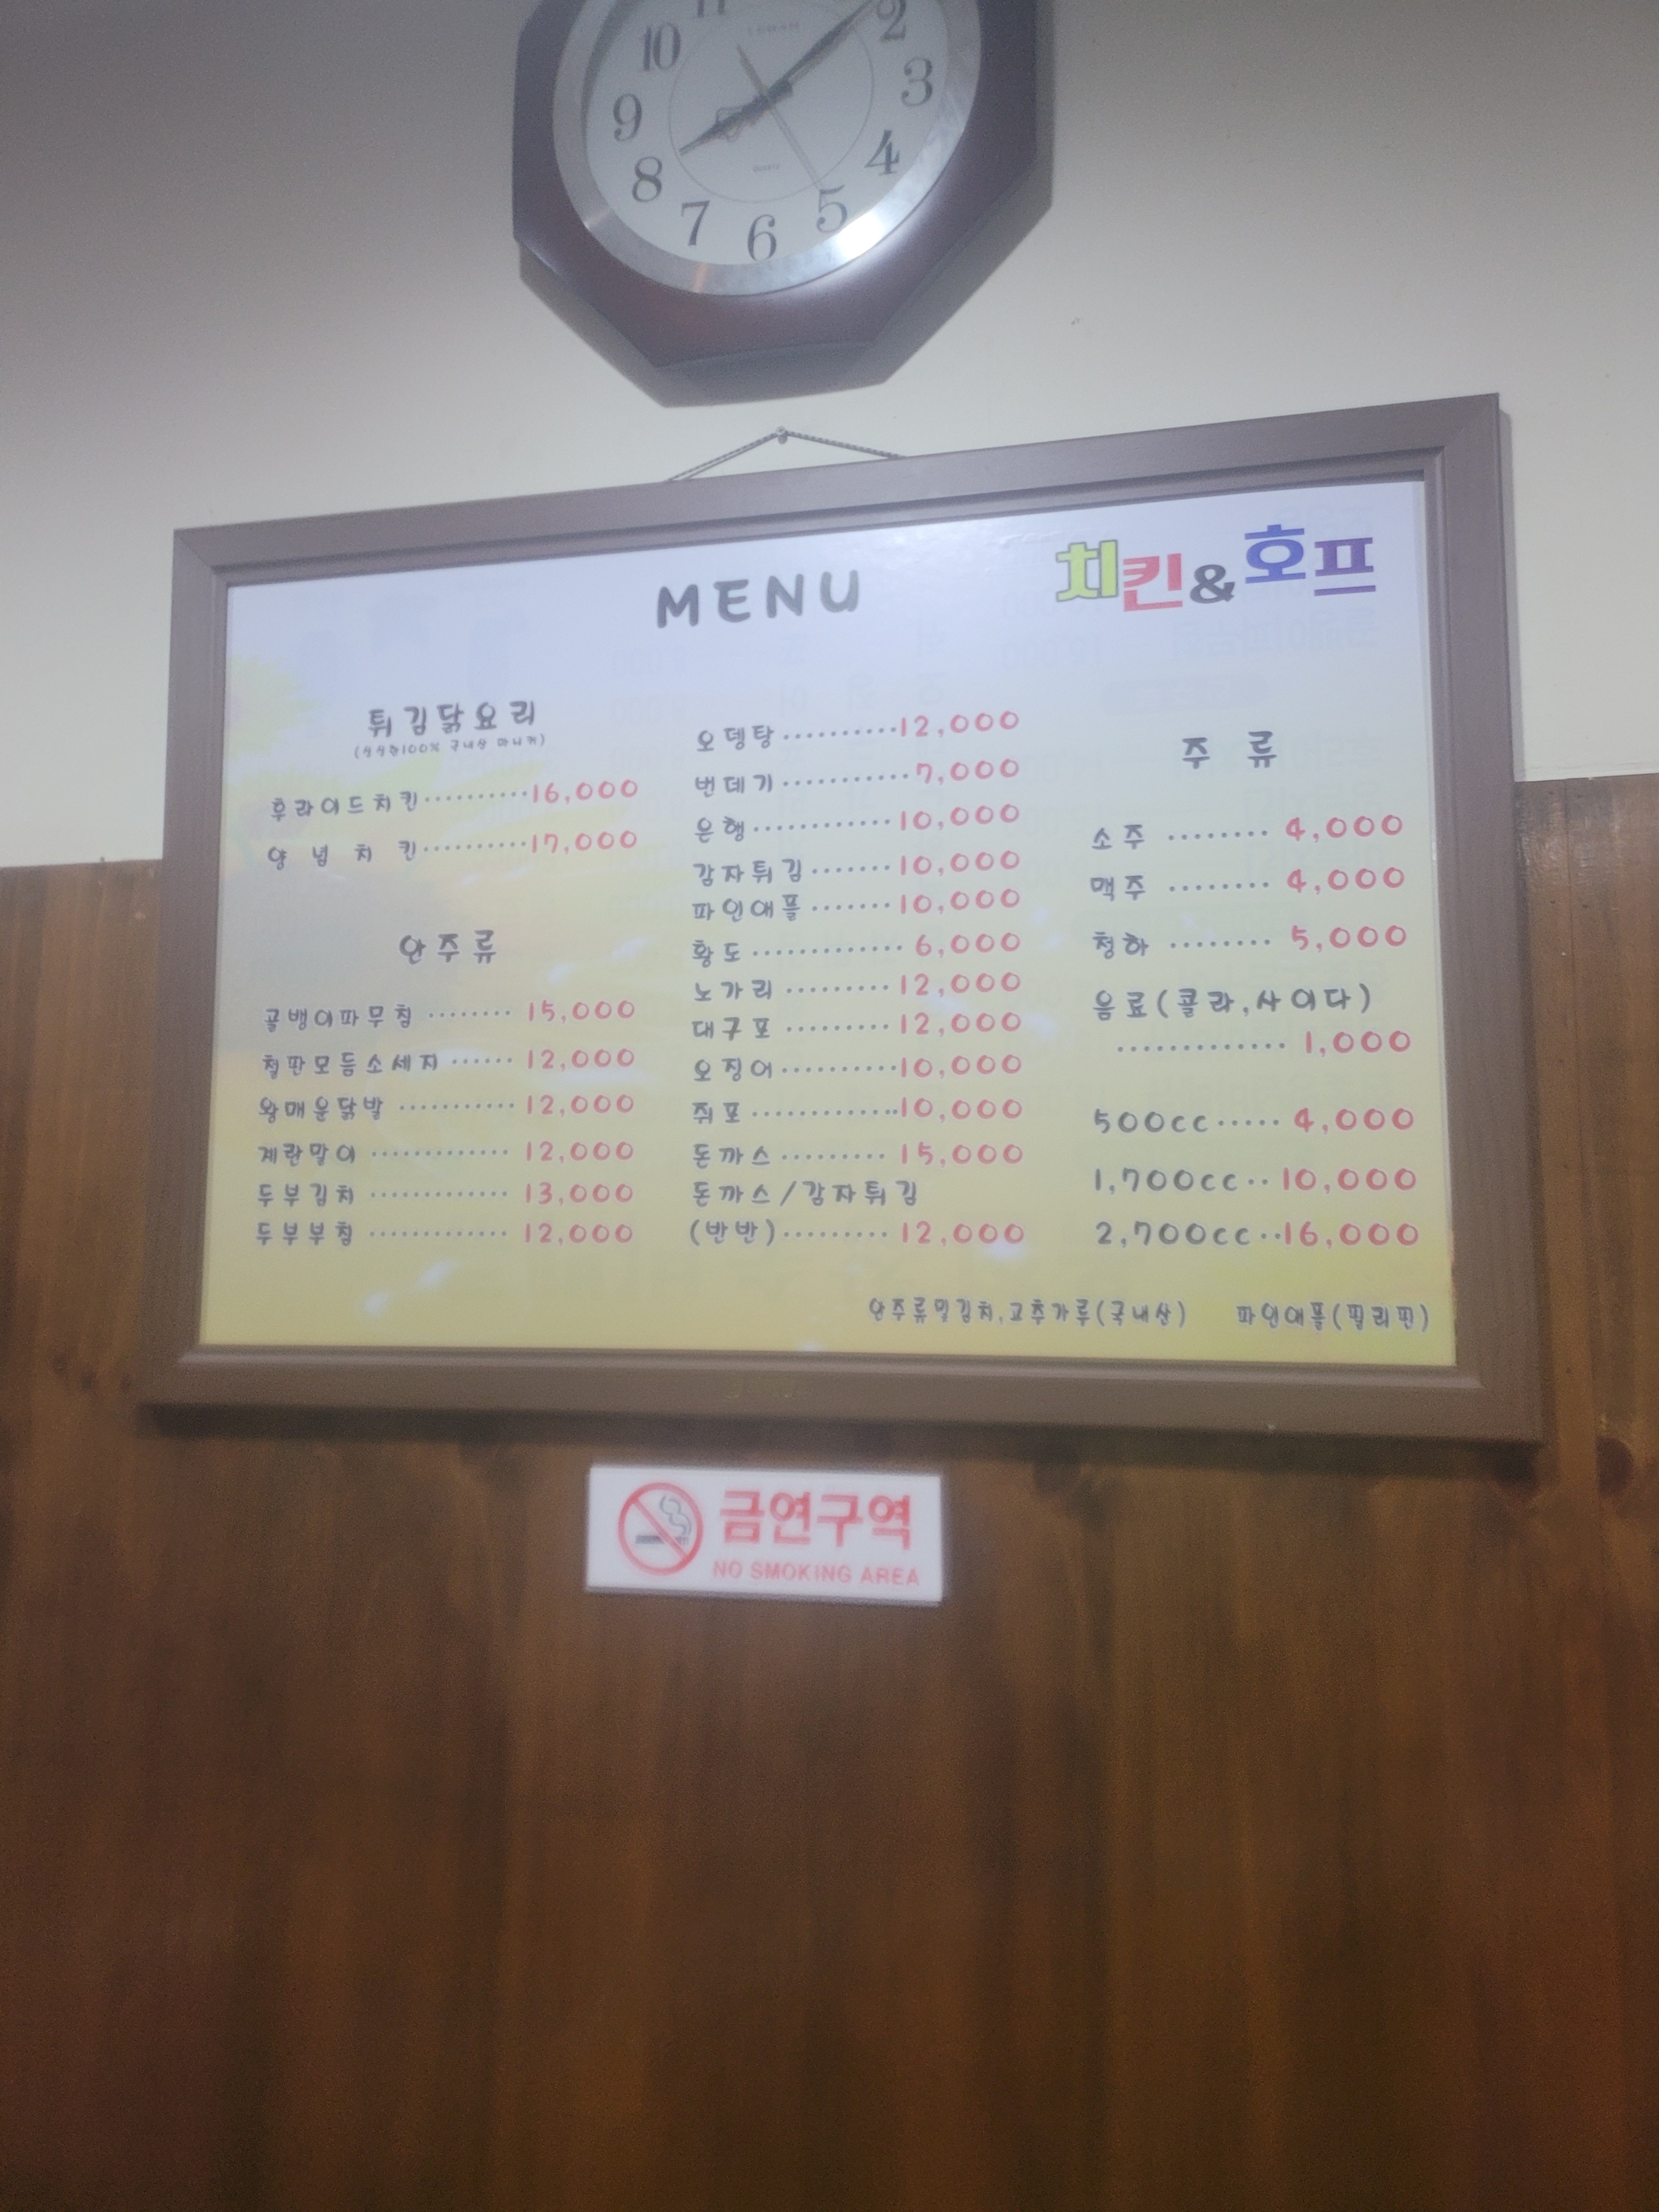 11
10
2
9
3
8
4
7
5
6
MENU
치킨&호프
튀김닭요리
후라이드치킨··········16,000
양념치킨··········17,000
안주류
골뱅이파무침 ········ 15,000
철판모듬소세지 ······ 12,000
왕매운닭발 ··········· 12,000
계란말이 ············· 12,000
두부김치 ············· 13,000
두부부침 ············· 12,000
오뎅탕··········12,000
번데기···········7,000
은행············10,000
감자튀김·······10,000
파인애플·······10,000
황도············· 6,000
노가리 ········· 12,000
대구포 ········· 12,000
오징어··········10,000
쥐포·············10,000
돈까스 ········· 15,000
돈까스/감자튀김
(반반)········· 12,000
주 류
소주 ········ 4,000
맥주 ········ 4,000
청하 ········ 5,000
음료(콜라,사이다)
············· 1,000
500cc····· 4,000
1,700cc·· 10,000
2,700cc··16,000
안주류및김치,고추가루(국내산) 파인애플(필리핀)
금연구역
NO SMOKING AREA